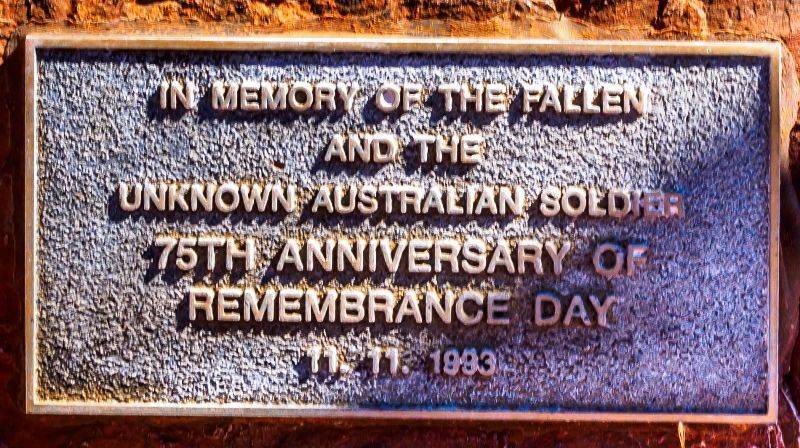 IN MEMORY OF THE FALLEN
AND THE
UNKNOWN AUSTRALIAN SOLDIER
75TH ANNIVERSARY OF
REMEMBRANCE DAY
11. 11. 1993